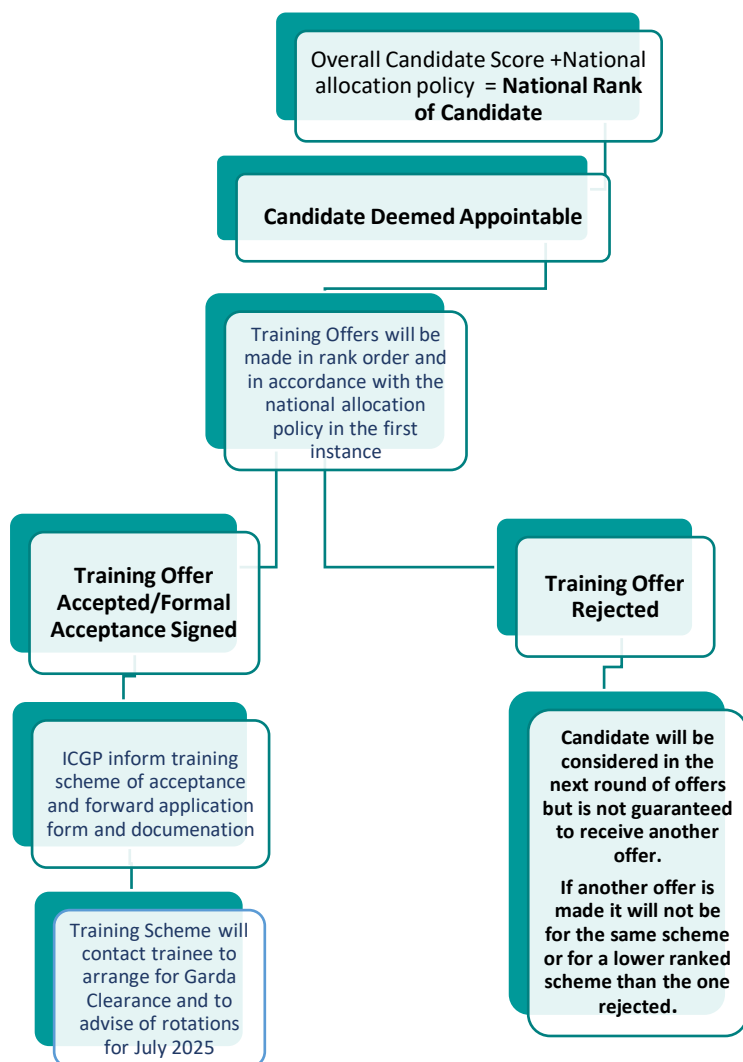 Overall Candidate Score +National
allocation policy = National Rank
of Candidate
Candidate Deemed Appointable
Training Offers will be
made in rank order and
in accordance with the
national allocation
policy in the first
instance
Training Offer
Accepted/Formal
Acceptance Signed
ICGP inform training
scheme of acceptance
and forward application
form and documenation
Training Scheme will
contact trainee to
arrange for Garda
Clearance and to
advise of rotations
for July 2025
Training Offer
Rejected
Candidate will be
considered in the
next round of offers
but is not guaranteed
to receive another
offer.
If another offer is
made it will not be
for the same scheme
or for a lower ranked
scheme than the one
rejected.